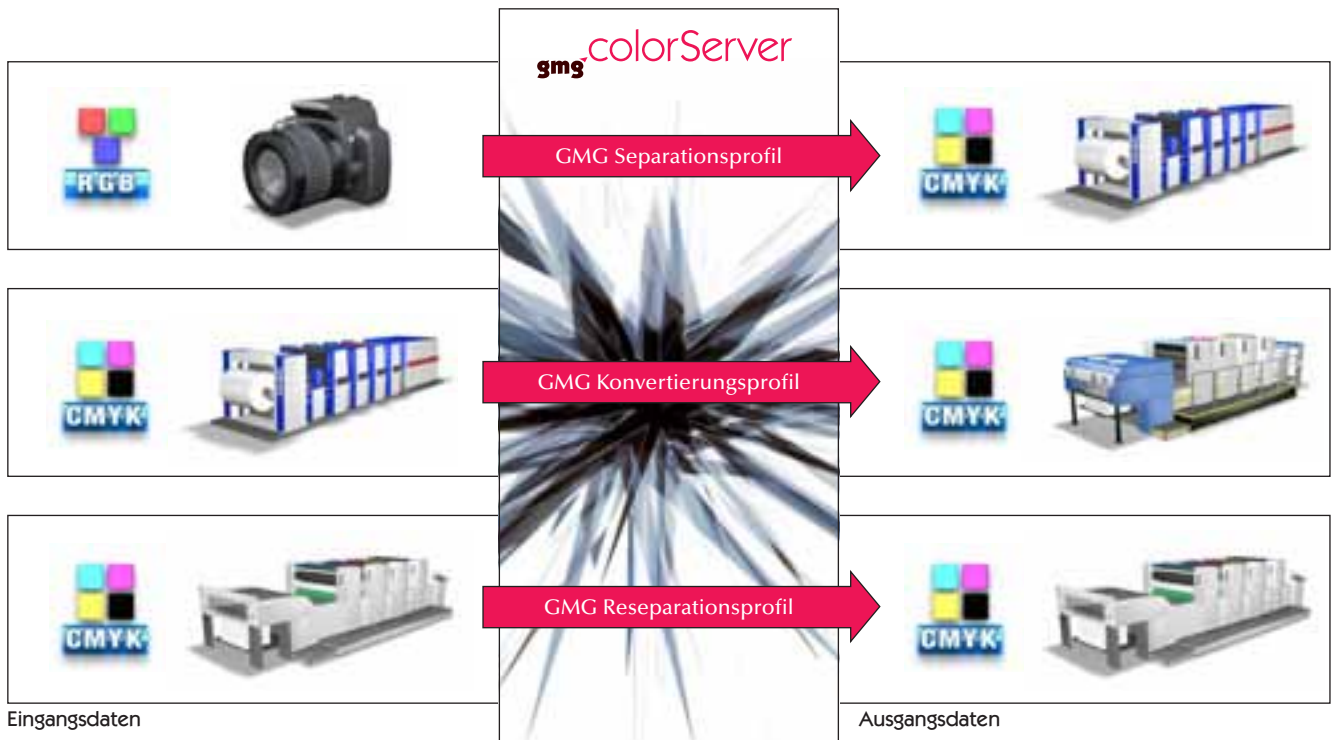 gmg colorServer
RGB
GMG Separationsprofil
CMYK
CMYK
GMG Konvertierungsprofil
CMYK
CMYK
GMG Reseparationsprofil
CMYK
Eingangsdaten
Ausgangsdaten